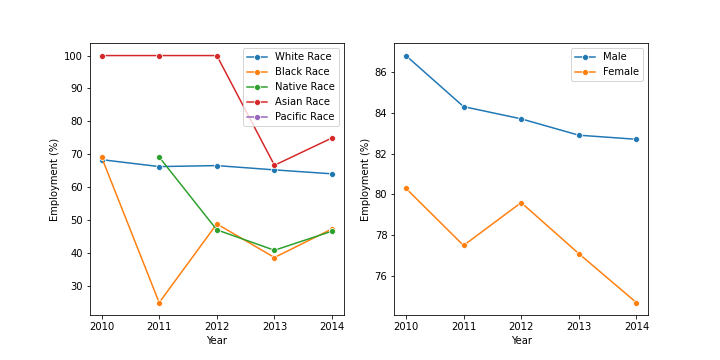 100
90
80
70
60
50
40
30
Employment (%)
2010 2011 2012 2013 2014
Year
White Race
Black Race
Native Race
Asian Race
Pacific Race
86
84
82
80
78
76
Employment (%)
2010 2011 2012 2013 2014
Year
Male
Female